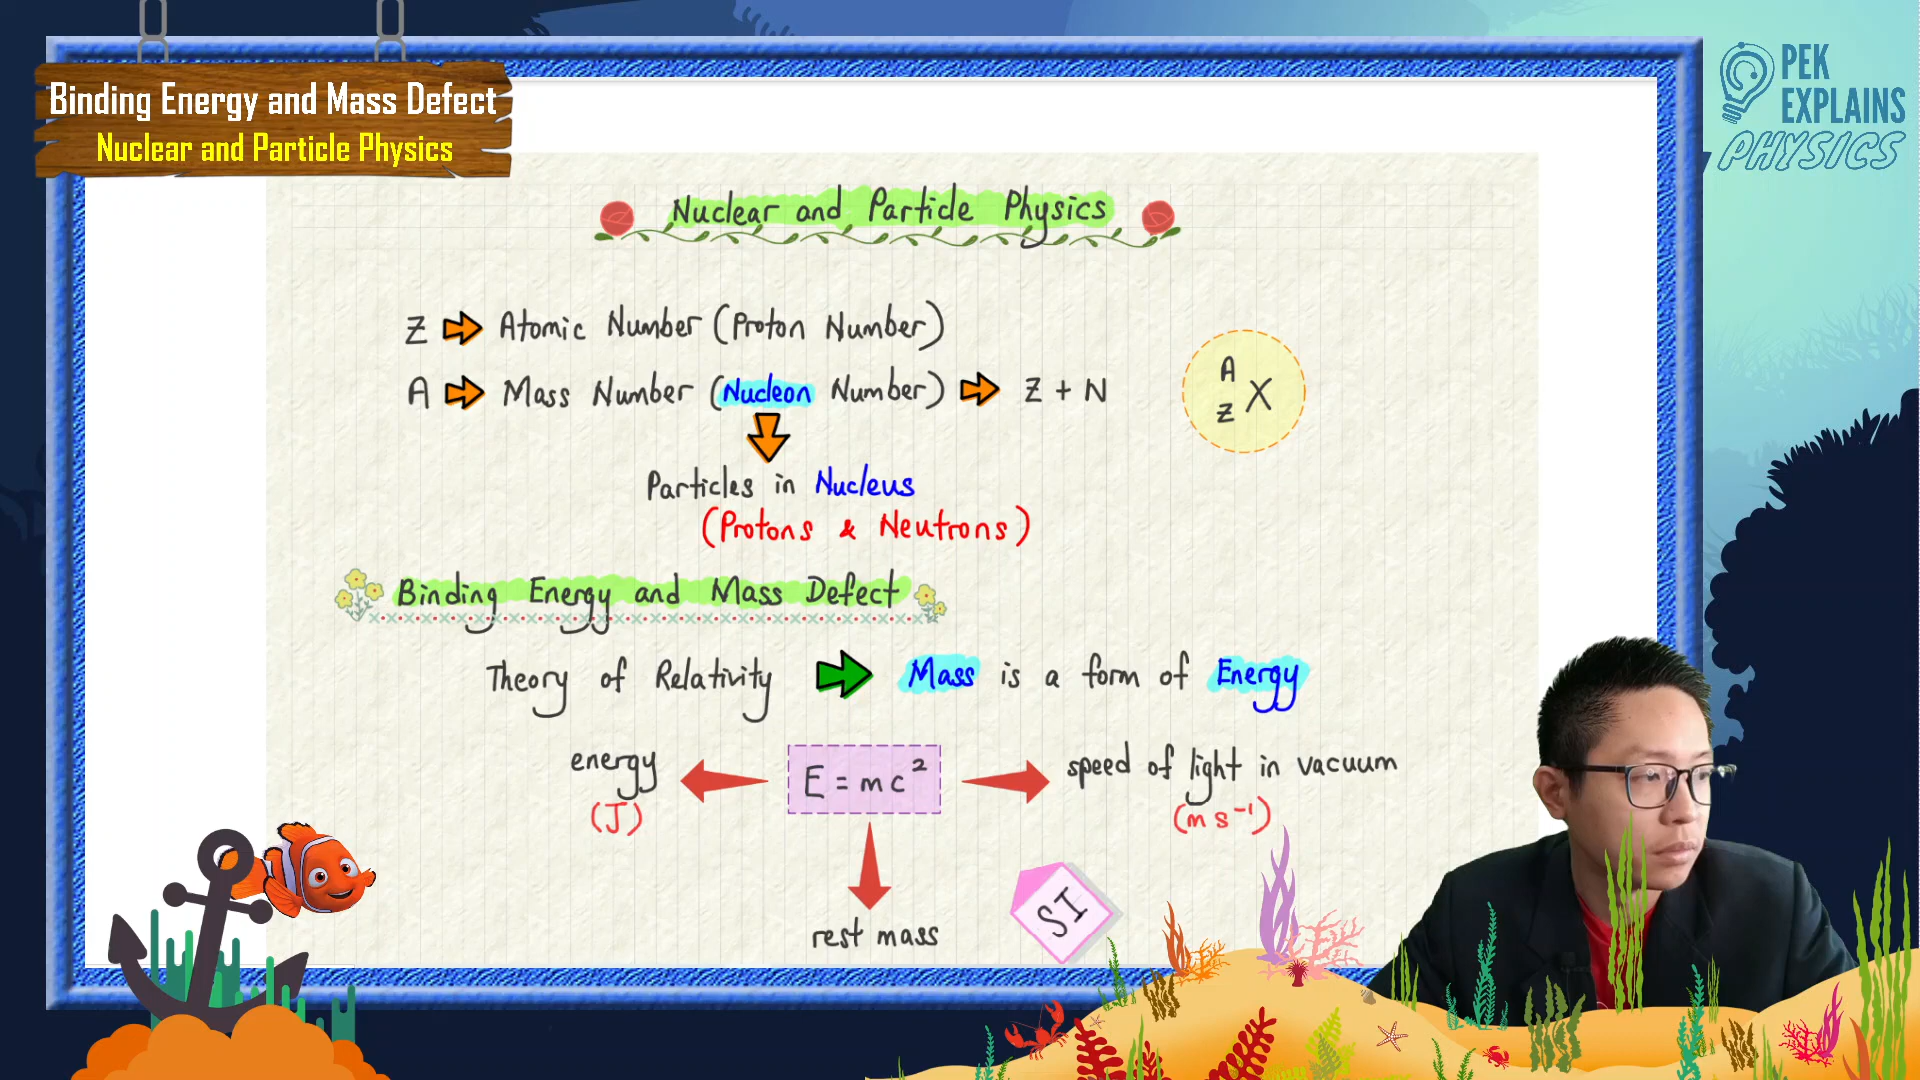 Binding Energy and Mass Defect
Nuclear and Particle Physics
PEK
EXPLAINS
PHYSICS
Nuclear and Particle Physics
Z Atomic Number (Proton Number)
A Mass Number (Nucleon Number) Z + N
A
Z X
Particles in Nucleus
(Protons & Neutrons)
Binding Energy and Mass Defect
Theory of Relativity Mass is a form of Energy
energy E = mc² speed of light in vacuum
(J) (m s⁻¹)
rest mass
SI